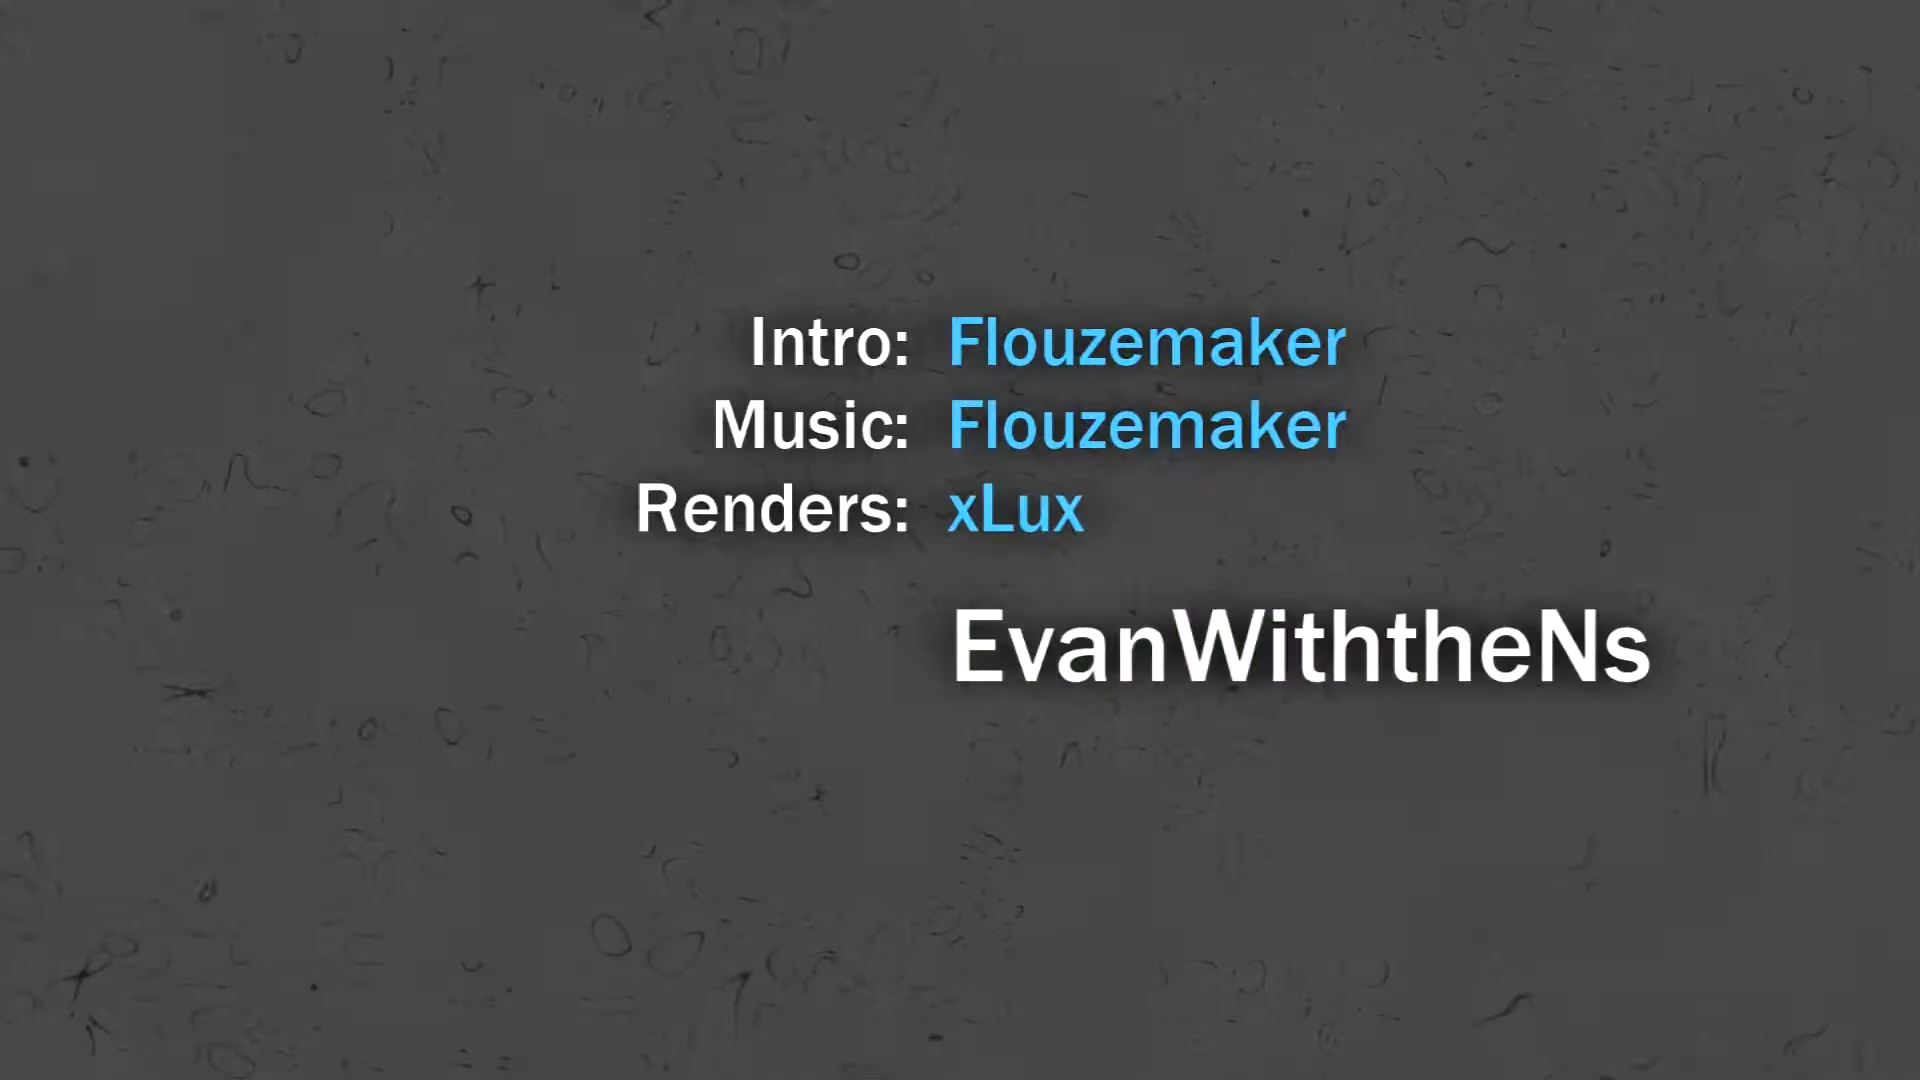 Intro: Flouzemaker
Music: Flouzemaker
Renders: xLux
EvanWiththeNs